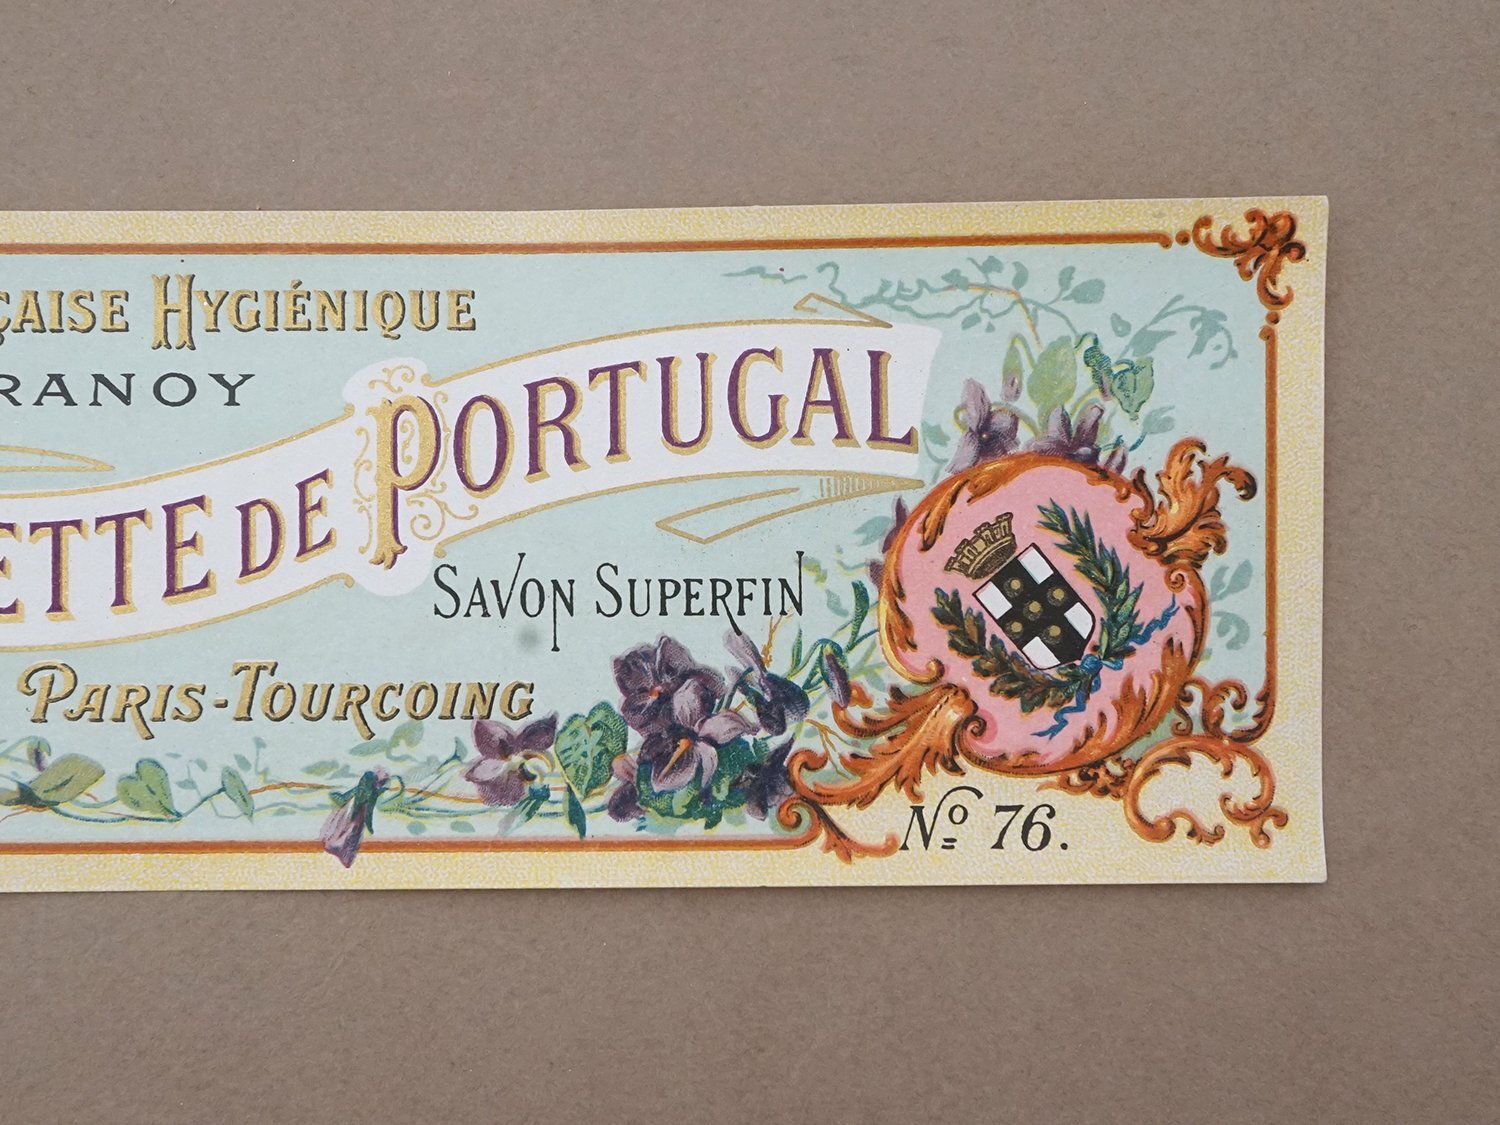 ÇAISE HYGIÉNIQUE
RANOY
ETTE DE PORTUGAL
SAVON SUPERFIN
PARIS-TOURCOING
Nº 76.